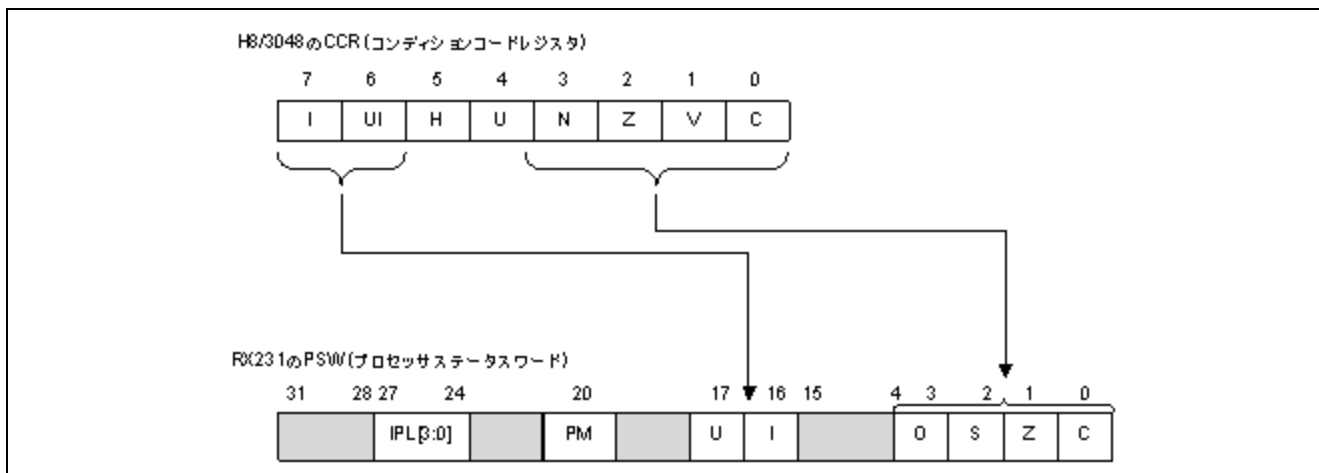 H8/3048のCCR(コンディションコードレジスタ)
7 6 5 4 3 2 1 0
I UI H U N Z V C
RX231のPSW(プロセッサステータスワード)
31 28 27 24 20 17 16 15 4 3 2 1 0
IPL[3:0] PM U I O S Z C